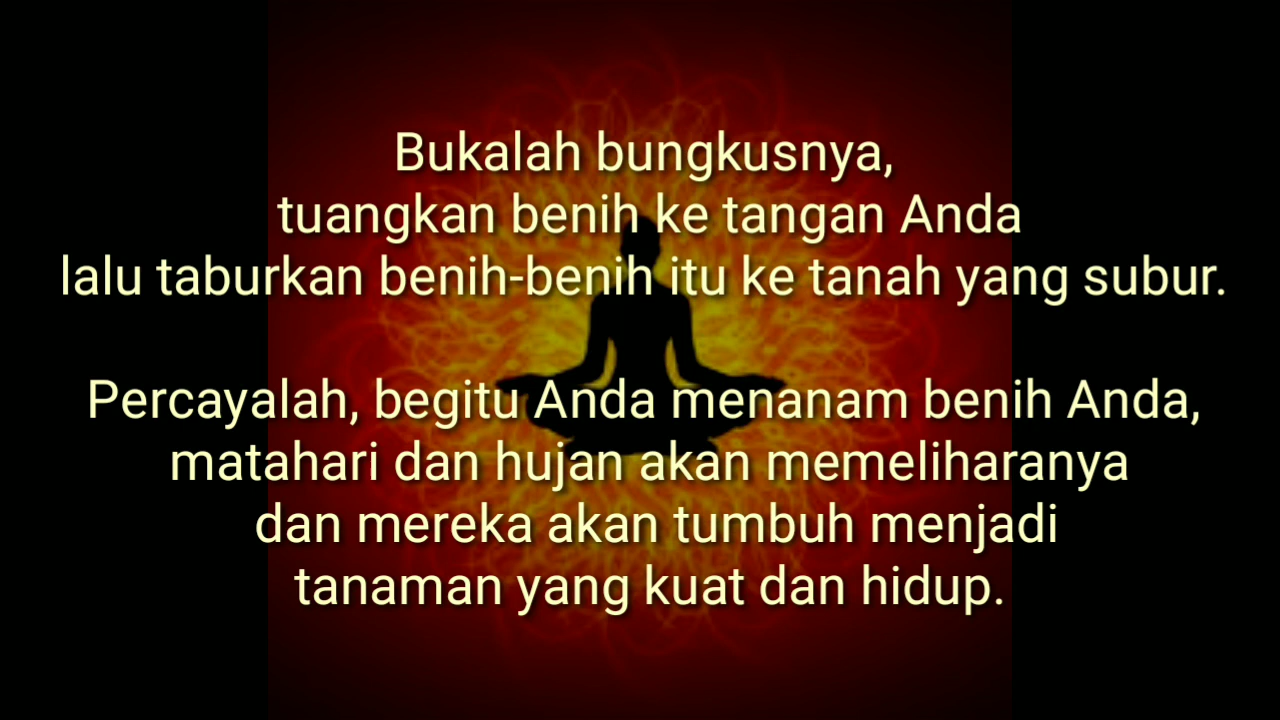 Bukalah bungkusnya,
tuangkan benih ke tangan Anda
lalu taburkan benih-benih itu ke tanah yang subur.
Percayalah, begitu Anda menanam benih Anda,
matahari dan hujan akan memeliharanya
dan mereka akan tumbuh menjadi
tanaman yang kuat dan hidup.